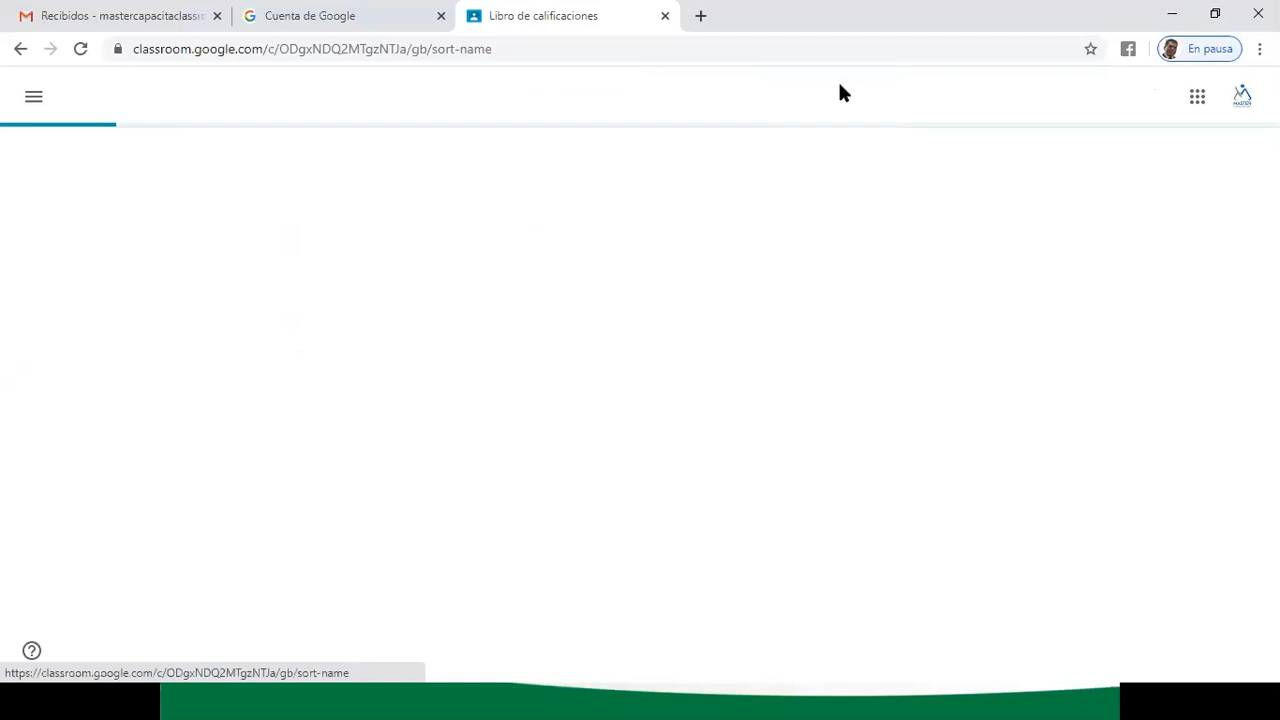 Recibidos - mastercapacitaclassr
Cuenta de Google
Libro de calificaciones
classroom.google.com/c/ODgxNDQ2MTgzNTJa/gb/sort-name
En pausa
MASTER
https://classroom.google.com/c/ODgxNDQ2MTgzNTJa/gb/sort-name